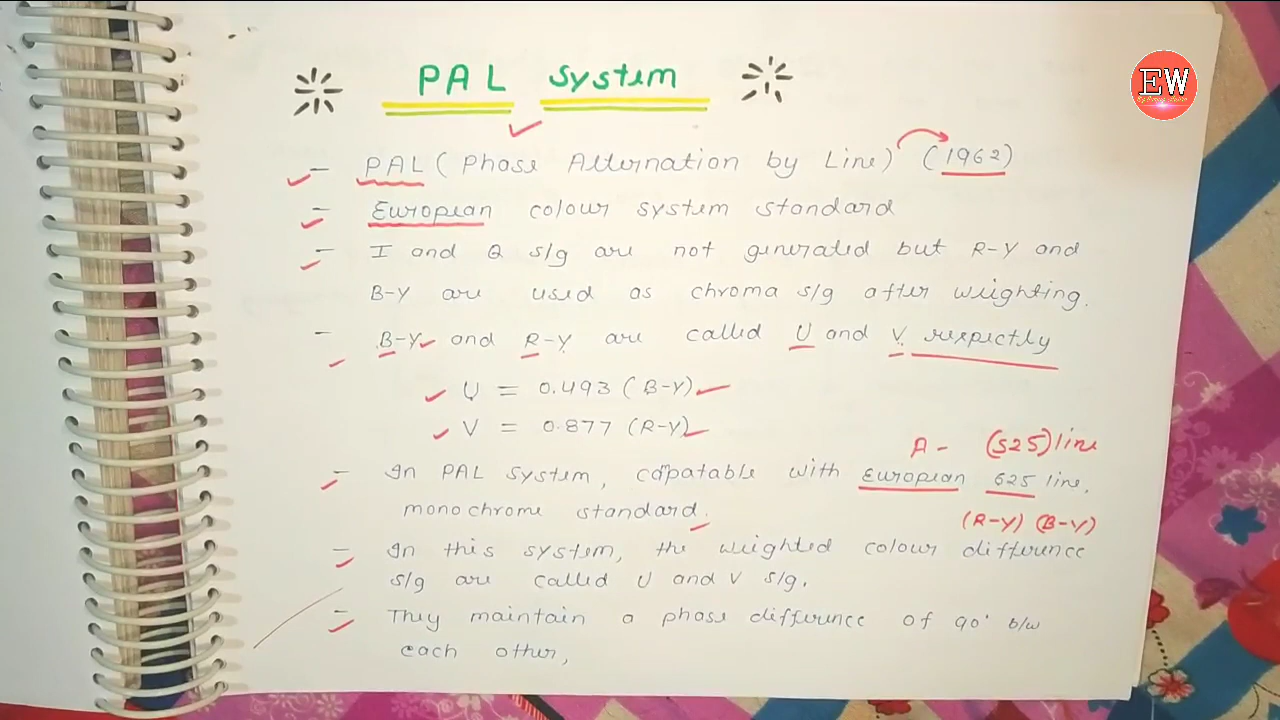 EW
PAL System
- PAL (Phase Alternation by Line) (1962)
- European colour system standard
- I and Q s/g are not generated but R-Y and
B-Y are used as chroma s/g after weighting.
- B-Y and R-Y are called U and V respectly
U = 0.493 (B-Y)
V = 0.877 (R-Y)
A - (525) line
- In PAL system, copatable with European 625 line,
monochrome standard.
(R-Y) (B-Y)
- In this system, the weighted colour difference
s/g are called U and V s/g.
- They maintain a phase difference of 90° b/w
each other,